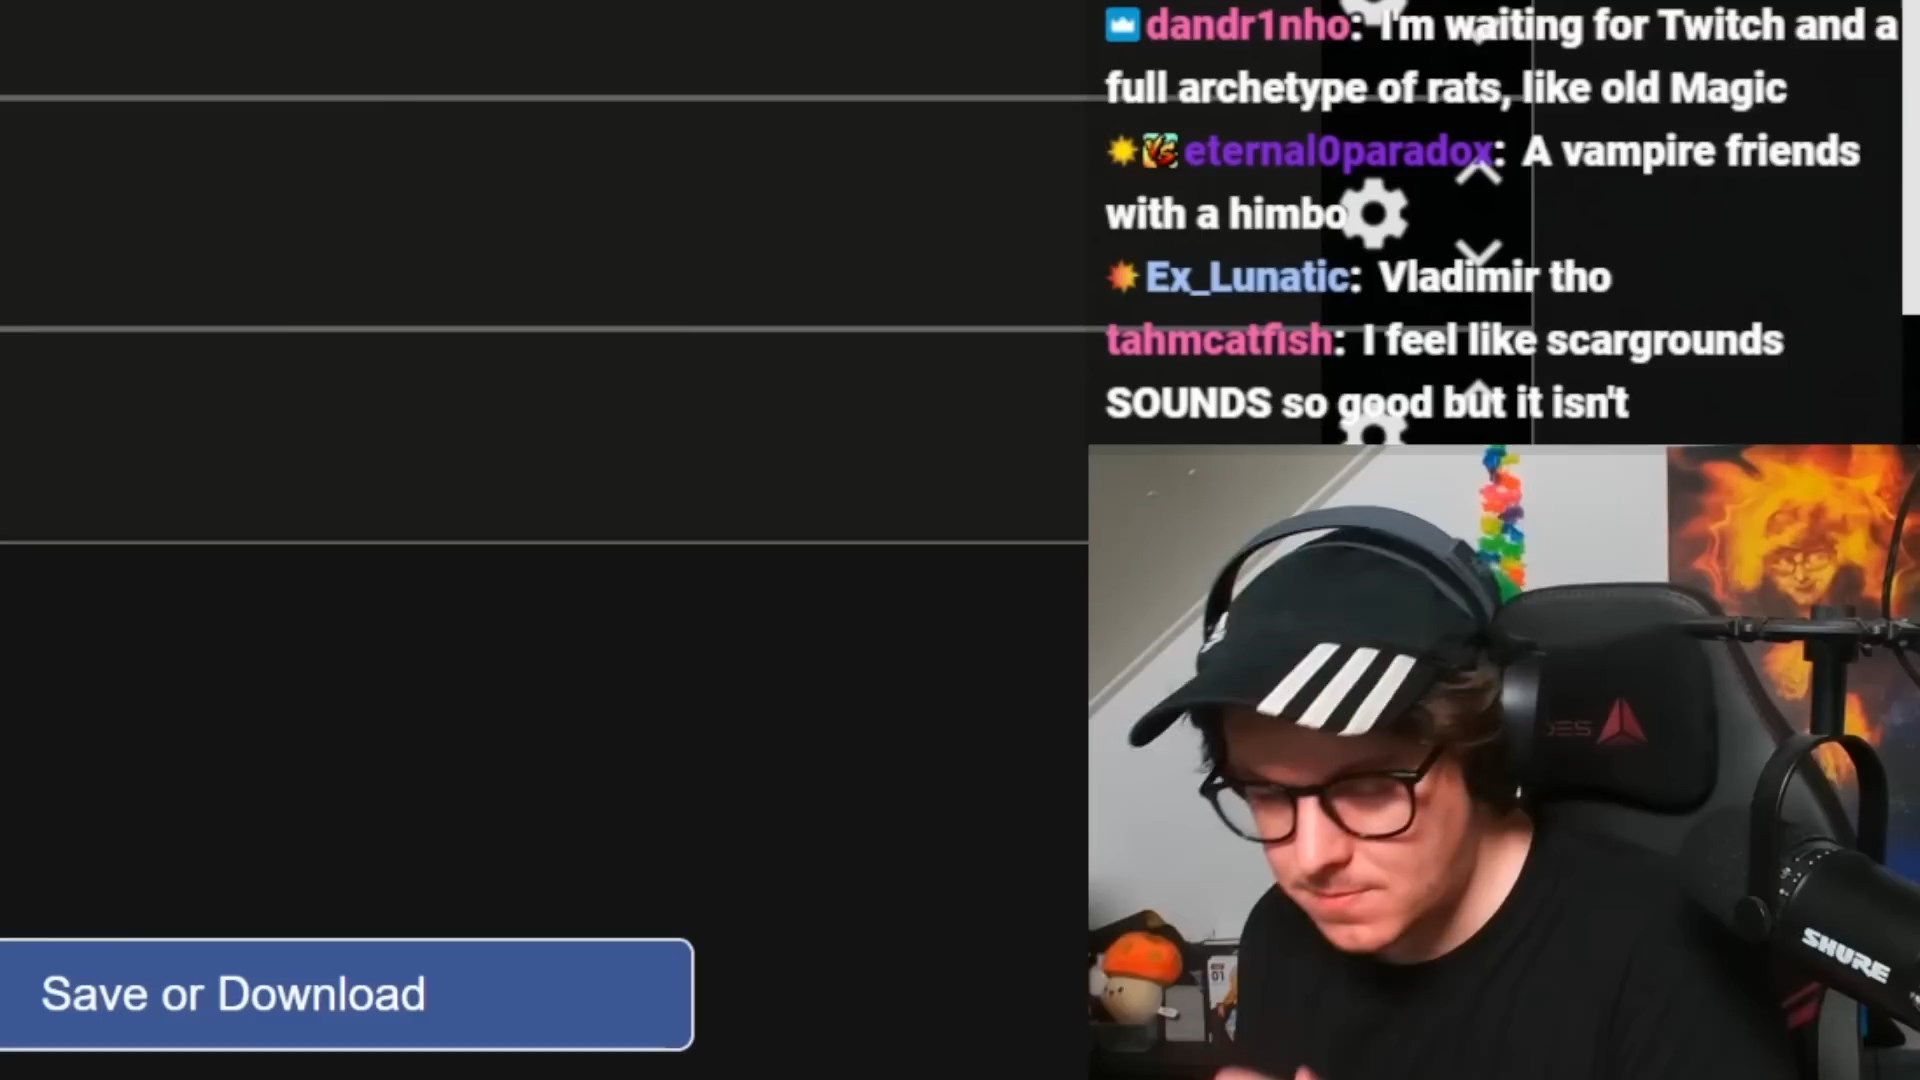 dandr1nho: I'm waiting for Twitch and a
full archetype of rats, like old Magic
eternal0paradox: A vampire friends
with a himbo
Ex_Lunatic: Vladimir tho
tahmcatfish: I feel like scargrounds
SOUNDS so good but it isn't
Save or Download
SHURE
01